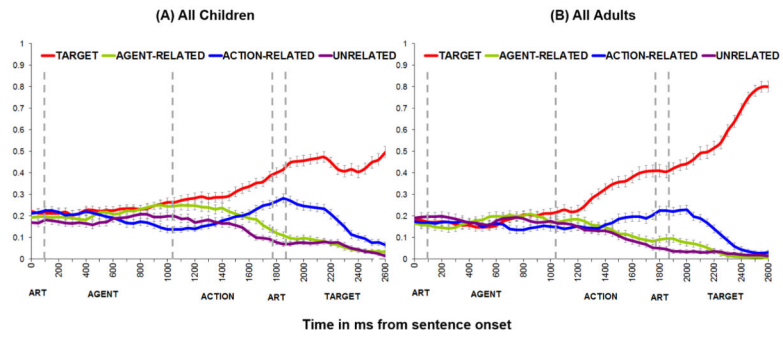 (A) All Children
(B) All Adults
1
TARGET AGENT-RELATED ACTION-RELATED UNRELATED
0.9
0.8
0.7
0.6
0.5
0.4
0.3
0.2
0.1
0
0 200 400 600 800 1000 1200 1400 1600 1800 2000 2200 2400 2600
ART AGENT ACTION ART TARGET
1
TARGET AGENT-RELATED ACTION-RELATED UNRELATED
0.9
0.8
0.7
0.6
0.5
0.4
0.3
0.2
0.1
0
0 200 400 600 800 1000 1200 1400 1600 1800 2000 2200 2400 2600
ART AGENT ACTION ART TARGET
Time in ms from sentence onset